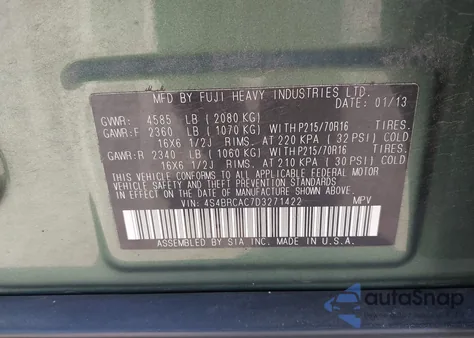 MFD BY FUJI HEAVY INDUSTRIES LTD.
DATE: 01/13
GVWR: 4585 LB (2080 KG)
GAWR:F 2360 LB (1070 KG) WITH P215/70R16 TIRES.
16X6 1/2J RIMS. AT 220 KPA (32 PSI) COLD
GAWR:R 2340 LB (1060 KG) WITH P215/70R16 TIRES.
16X6 1/2J RIMS. AT 210 KPA (30 PSI) COLD
THIS VEHICLE CONFORMS TO ALL APPLICABLE FEDERAL MOTOR
VEHICLE SAFETY AND THEFT PREVENTION STANDARDS
IN EFFECT ON THE DATE OF MANUFACTURE SHOWN ABOVE.
VIN: 4S4BRCAC7D3271422 MPV
ASSEMBLED BY SIA INC. MADE IN U.S.A.
autoSnap